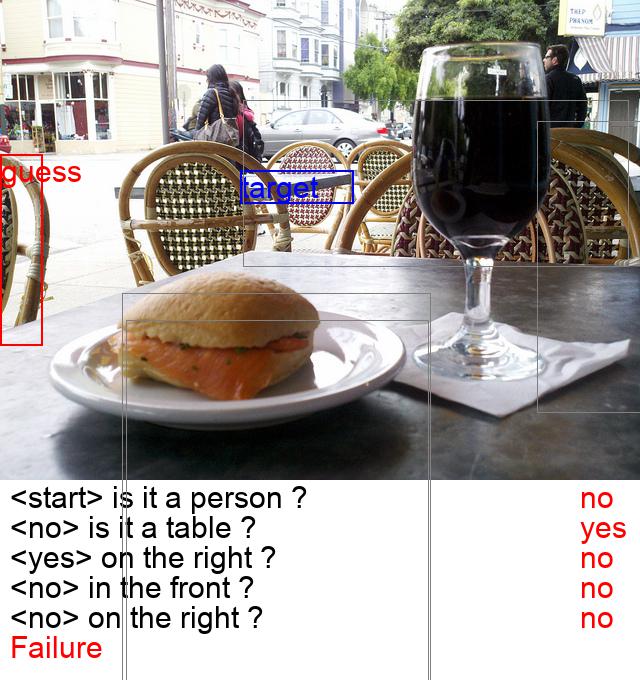 THEP
PHANOM
guess
target
<start> is it a person ? no
<no> is it a table ? yes
<yes> on the right ? no
<no> in the front ? no
<no> on the right ? no
Failure